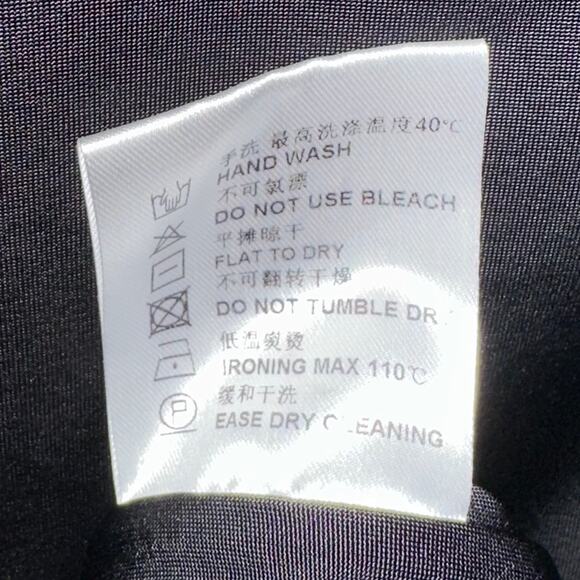 手洗 最高洗涤温度40℃
HAND WASH
不可氯漂
DO NOT USE BLEACH
平摊晾干
FLAT TO DRY
不可翻转干燥
DO NOT TUMBLE DR
低温熨烫
IRONING MAX 110℃
缓和干洗
EASE DRY CLEANING
P